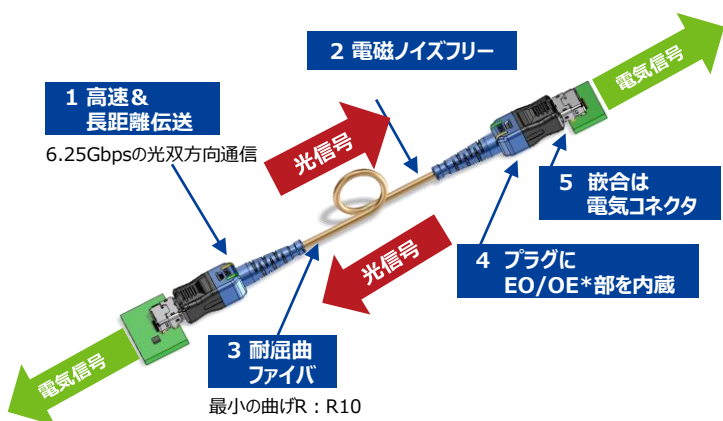 2 電磁ノイズフリー
電気信号
1 高速&
長距離伝送
6.25Gbpsの光双方向通信
光信号
5 嵌合は
電気コネクタ
光信号
4 プラグに
EO/OE*部を内蔵
3 耐屈曲
ファイバ
最小の曲げR:R10
電気信号